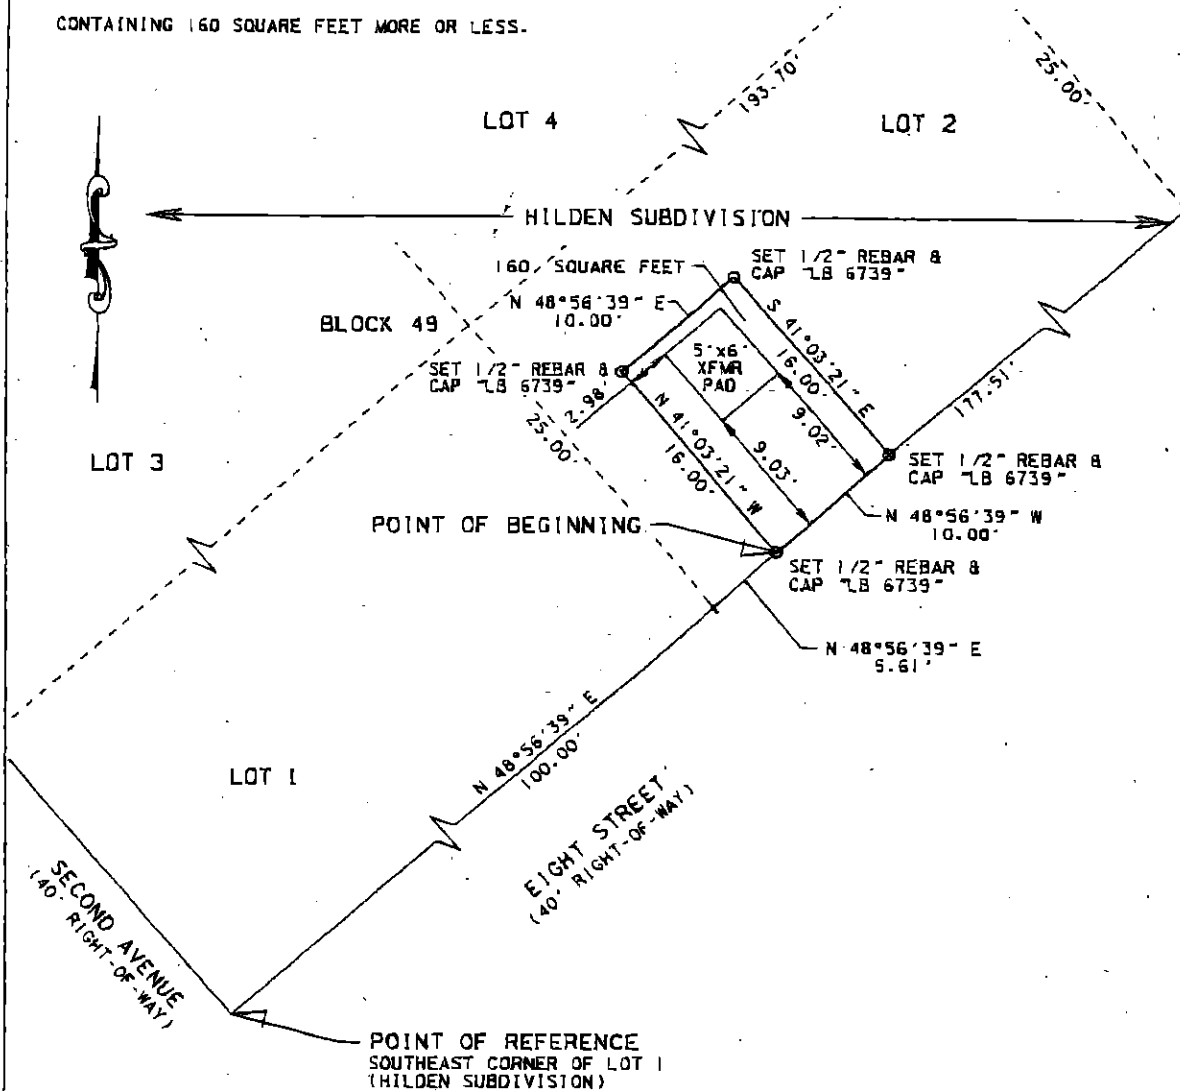 CONTAINING 160 SQUARE FEET MORE OR LESS.
193.70'
25.00'
LOT 4
LOT 2
HILDEN SUBDIVISION
160, SQUARE FEET
SET 1/2" REBAR &
CAP "LB 6739"
N 48°56'39" E
10.00'
BLOCK 49
SET 1/2" REBAR &
CAP "LB 6739"
5'x6'
XFMR
PAD
S 41°03'21" E
16.00'
177.51'
2.98'
25.00'
N 41°03'21" W
16.00'
9.02'
9.03'
LOT 3
SET 1/2" REBAR &
CAP "LB 6739"
POINT OF BEGINNING
N 48°56'39" W
10.00'
SET 1/2" REBAR &
CAP "LB 6739"
N 48°56'39" E
5.61'
N 48°56'39" E
100.00'
LOT 1
EIGHT STREET
(40' RIGHT-OF-WAY)
SECOND AVENUE
(40' RIGHT-OF-WAY)
POINT OF REFERENCE
SOUTHEAST CORNER OF LOT 1
(HILDEN SUBDIVISION)